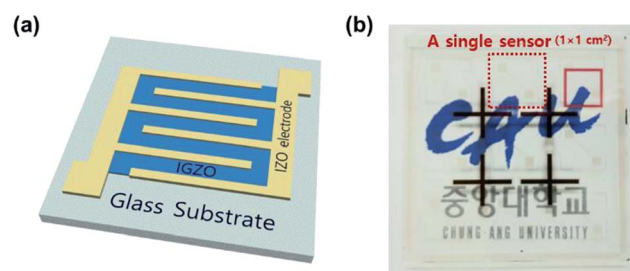 (a)
IGZO
IZO electrode
Glass Substrate
(b)
A single sensor (1×1 cm²)
CAU
중앙대학교
CHUNG-ANG UNIVERSITY